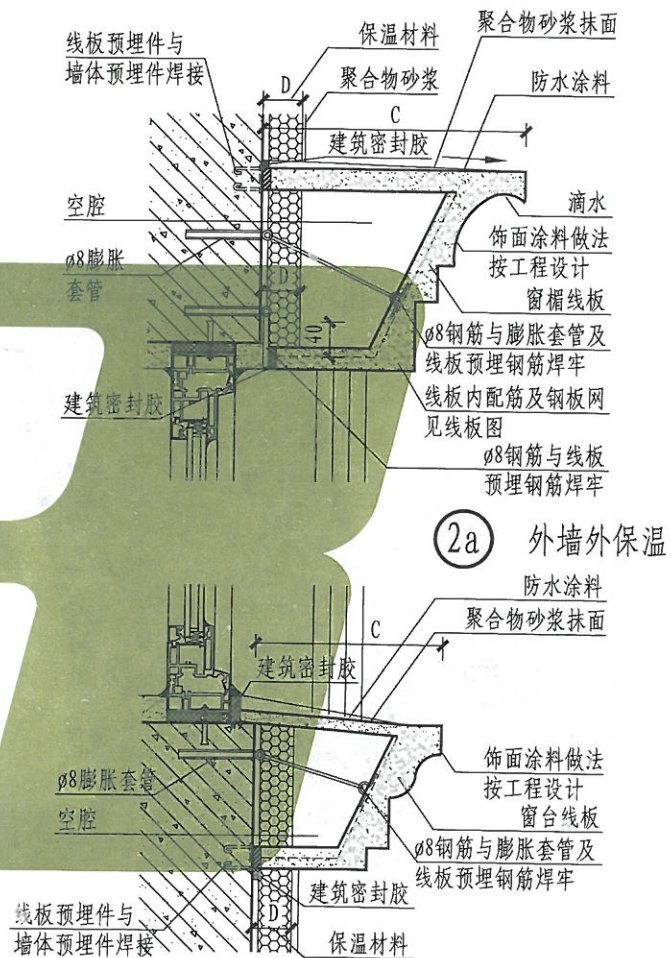 线板预埋件与
墙体预埋件焊接
保温材料
聚合物砂浆抹面
D
聚合物砂浆
防水涂料
C
建筑密封胶
空腔
滴水
饰面涂料做法
按工程设计
ø8膨胀
套管
D
窗楣线板
40
ø8钢筋与膨胀套管及
线板预埋钢筋焊牢
建筑密封胶
线板内配筋及钢板网
见线板图
ø8钢筋与线板
预埋钢筋焊牢
2a 外墙外保温
防水涂料
C
聚合物砂浆抹面
建筑密封胶
饰面涂料做法
按工程设计
ø8膨胀套管
窗台线板
空腔
ø8钢筋与膨胀套管及
线板预埋钢筋焊牢
建筑密封胶
线板预埋件与
墙体预埋件焊接
D
保温材料